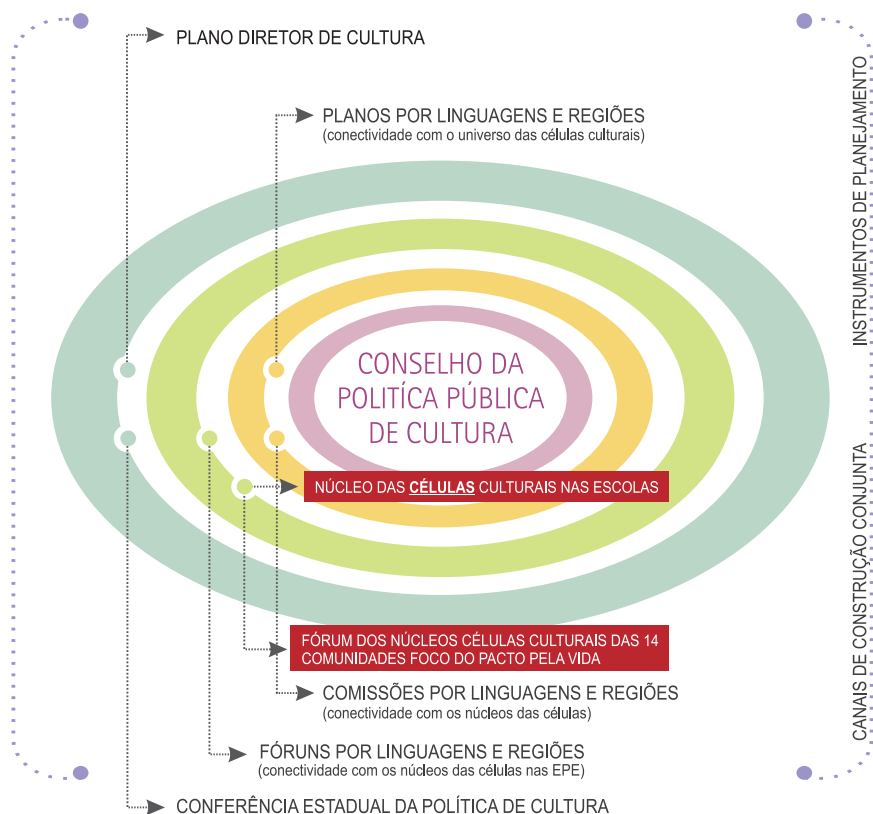 PLANO DIRETOR DE CULTURA
PLANOS POR LINGUAGENS E REGIÕES
(conectividade com o universo das células culturais)
INSTRUMENTOS DE PLANEJAMENTO
CONSELHO DA
POLITÍCA PÚBLICA
DE CULTURA
NÚCLEO DAS CÉLULAS CULTURAIS NAS ESCOLAS
CANAIS DE CONSTRUÇÃO CONJUNTA
FÓRUM DOS NÚCLEOS CÉLULAS CULTURAIS DAS 14
COMUNIDADES FOCO DO PACTO PELA VIDA
COMISSÕES POR LINGUAGENS E REGIÕES
(conectividade com os núcleos das células)
FÓRUNS POR LINGUAGENS E REGIÕES
(conectividade com os núcleos das células nas EPE)
CONFERÊNCIA ESTADUAL DA POLÍTICA DE CULTURA